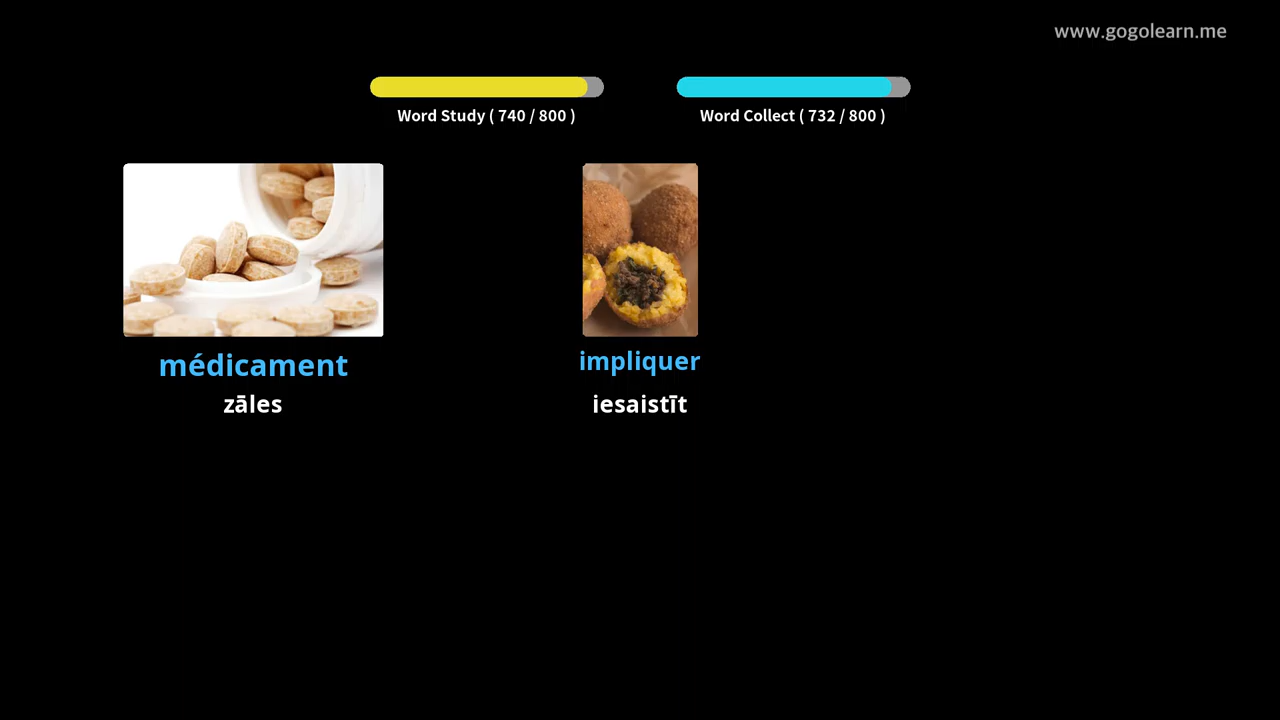 www.gogolearn.me
Word Study ( 740 / 800 )
Word Collect ( 732 / 800 )
médicament
zāles
impliquer
iesaistīt